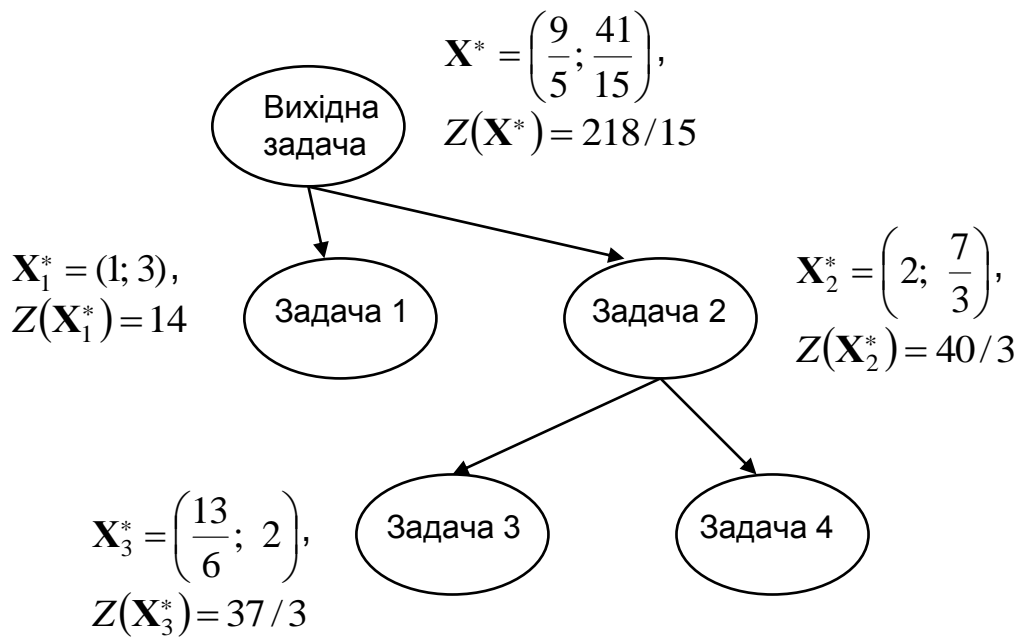 X* = (9/5; 41/15),
Z(X*) = 218/15
Вихідна
задача
X₁* = (1; 3),
Z(X₁*) = 14
Задача 1
Задача 2
X₂* = (2; 7/3),
Z(X₂*) = 40/3
X₃* = (13/6; 2),
Z(X₃*) = 37/3
Задача 3
Задача 4